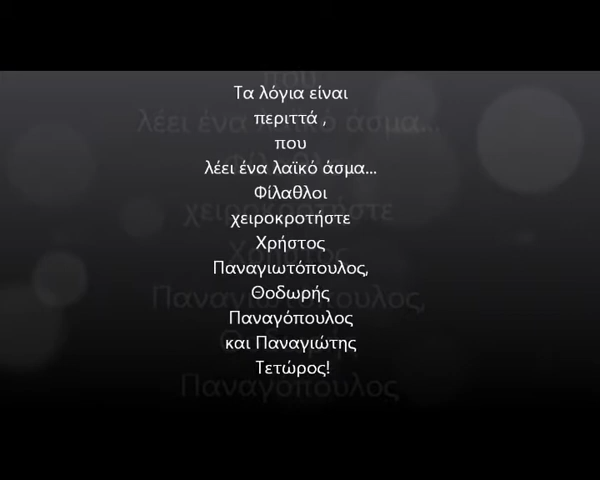 Τα λόγια είναι
περιττά ,
που
λέει ένα λαϊκό άσμα...
Φίλαθλοι
χειροκροτήστε
Χρήστος
Παναγιωτόπουλος,
Θοδωρής
Παναγόπουλος
και Παναγιώτης
Τετώρος!